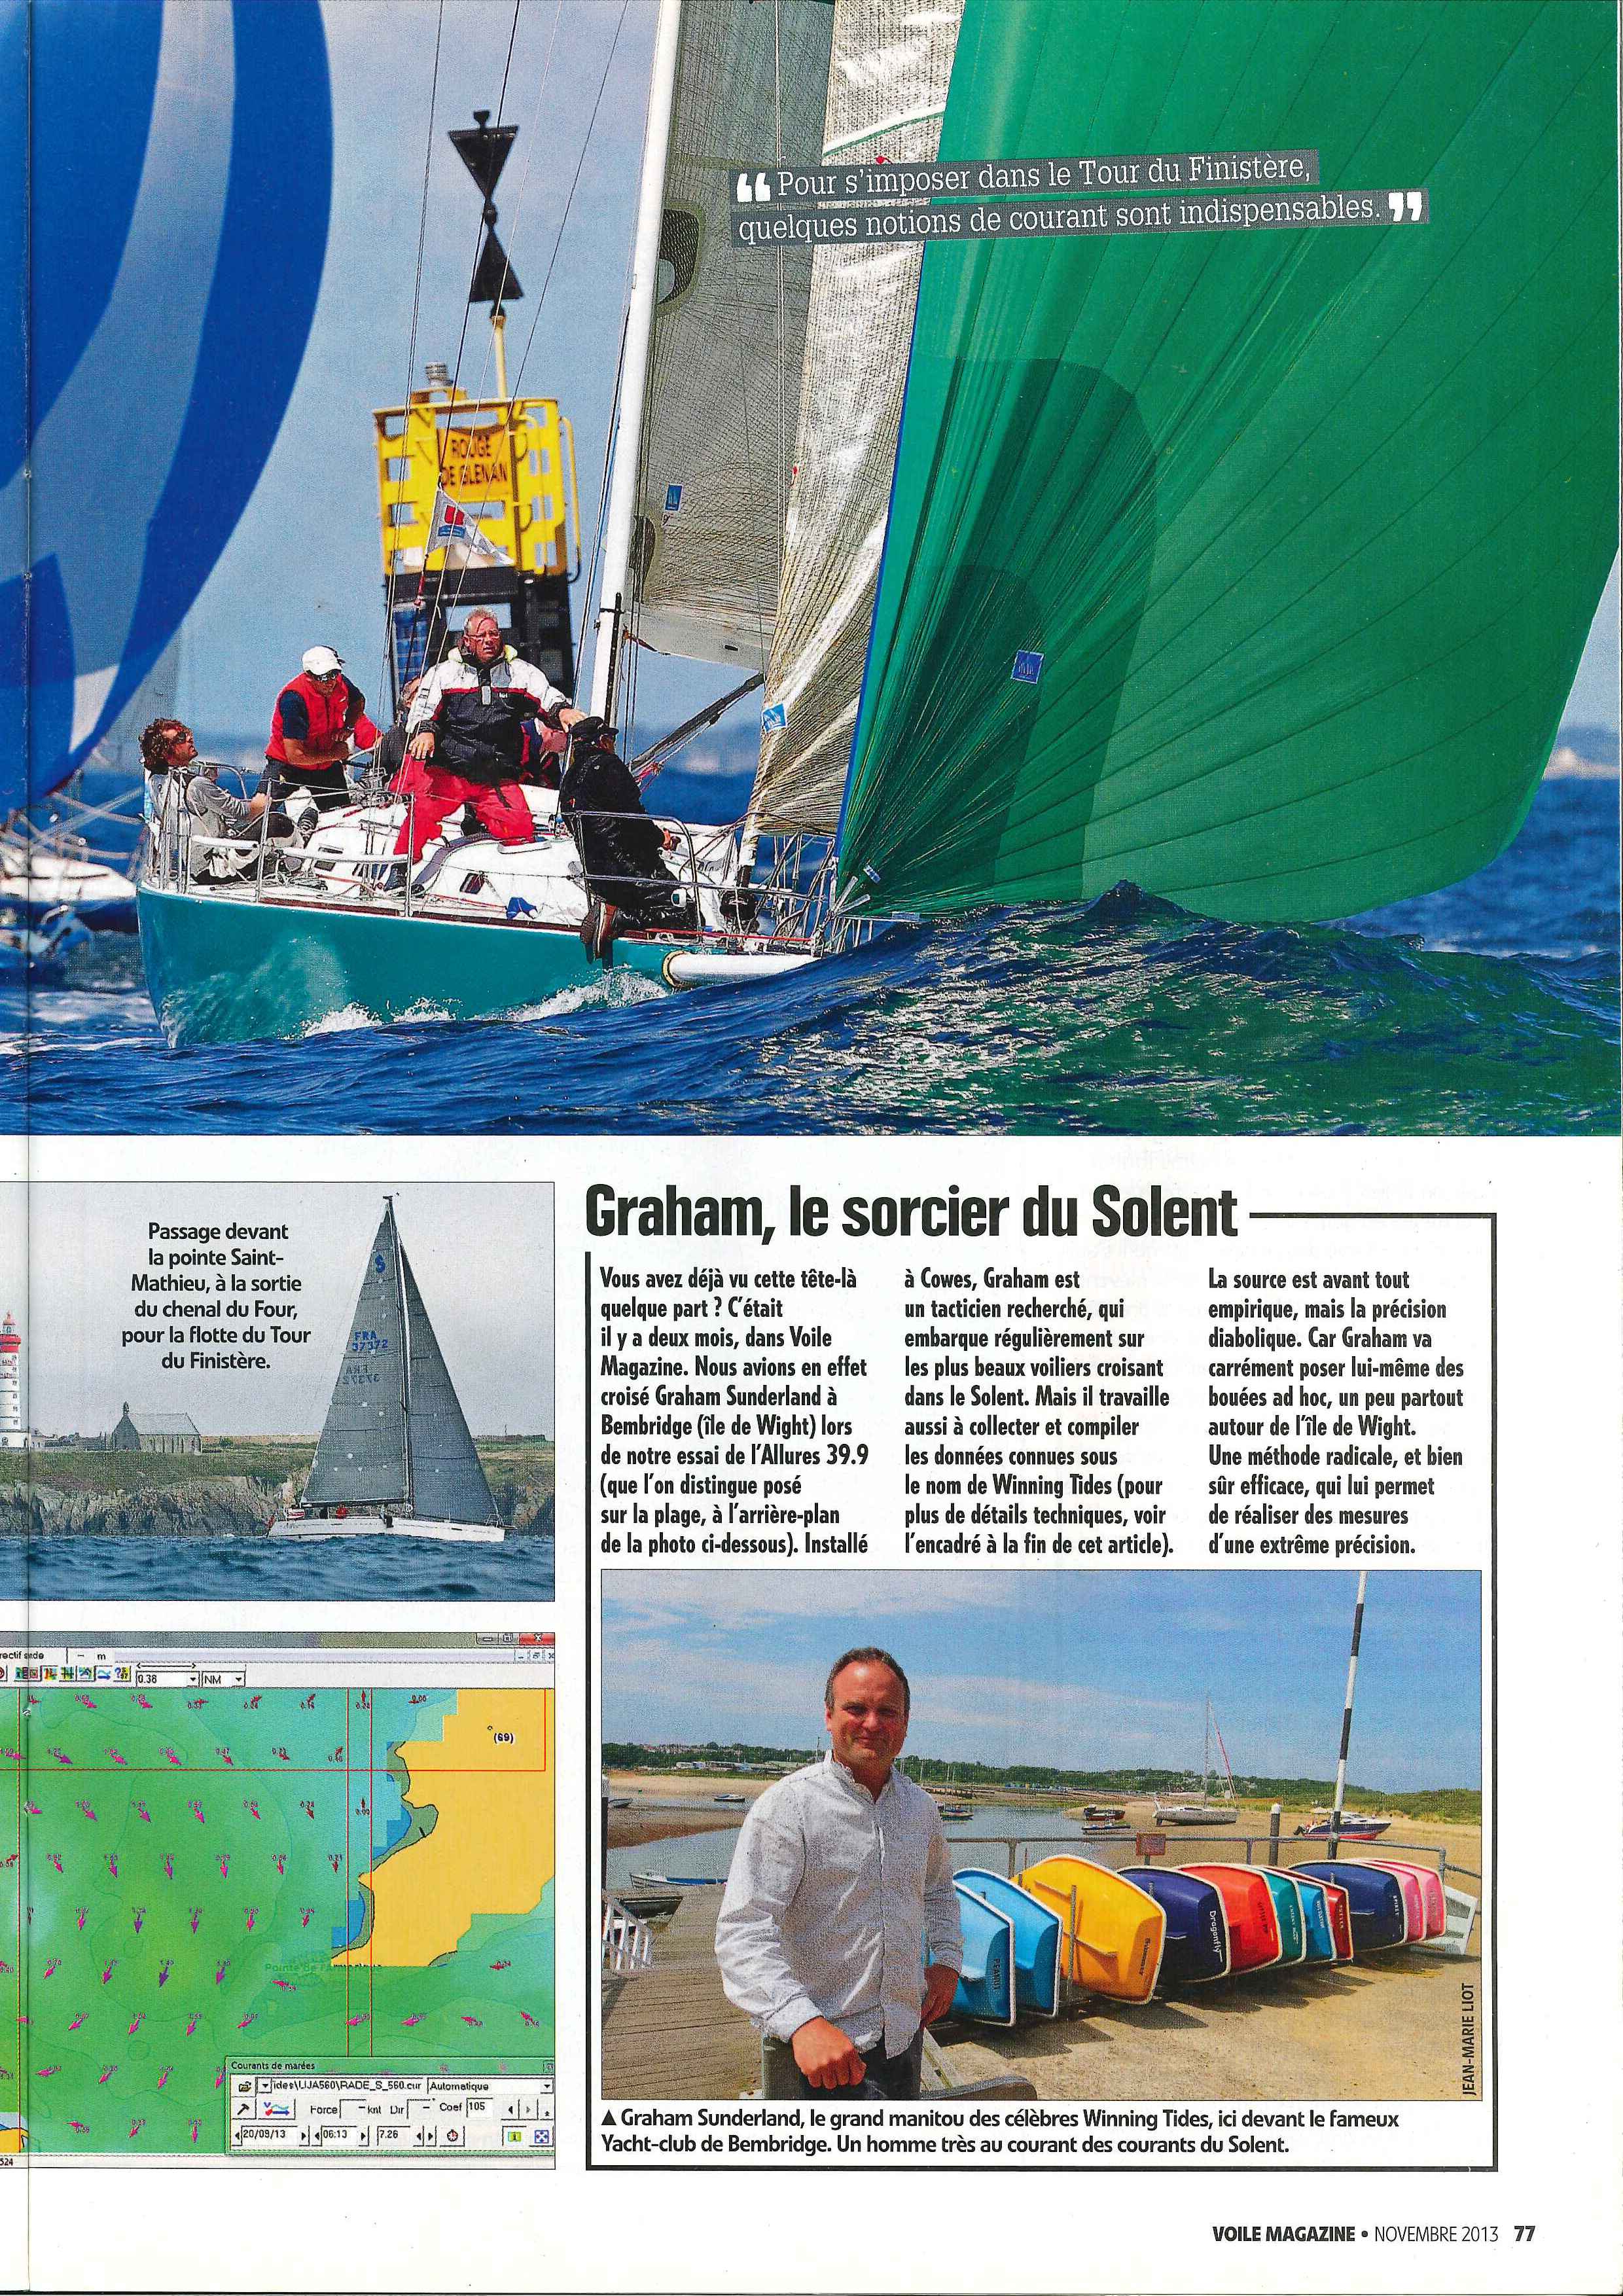 “Pour s'imposer dans le Tour du Finistère,
quelques notions de courant sont indispensables.”
ROUGE
DE GLENAN
Passage devant
la pointe Saint-
Mathieu, à la sortie
du chenal du Four,
pour la flotte du Tour
du Finistère.
FRA
37372
Graham, le sorcier du Solent
Vous avez déjà vu cette tête-là
quelque part ? C'était
il y a deux mois, dans Voile
Magazine. Nous avions en effet
croisé Graham Sunderland à
Bembridge (île de Wight) lors
de notre essai de l'Allures 39.9
(que l'on distingue posé
sur la plage, à l'arrière-plan
de la photo ci-dessous). Installé
à Cowes, Graham est
un tacticien recherché, qui
embarque régulièrement sur
les plus beaux voiliers croisant
dans le Solent. Mais il travaille
aussi à collecter et compiler
les données connues sous
le nom de Winning Tides (pour
plus de détails techniques, voir
l'encadré à la fin de cet article).
La source est avant tout
empirique, mais la précision
diabolique. Car Graham va
carrément poser lui-même des
bouées ad hoc, un peu partout
autour de l'île de Wight.
Une méthode radicale, et bien
sûr efficace, qui lui permet
de réaliser des mesures
d'une extrême précision.
m
0.38 NM
(69)
Pointe de l'Armorique
Courants de marées
ides\LIJA560\RADE_S_560.cur Automatique
Force knt Dir Coef 105
20/09/13 06:13 7.26
524
Dragonfly
JEAN-MARIE LIOT
▲ Graham Sunderland, le grand manitou des célèbres Winning Tides, ici devant le fameux
Yacht-club de Bembridge. Un homme très au courant des courants du Solent.
VOILE MAGAZINE • NOVEMBRE 2013 77